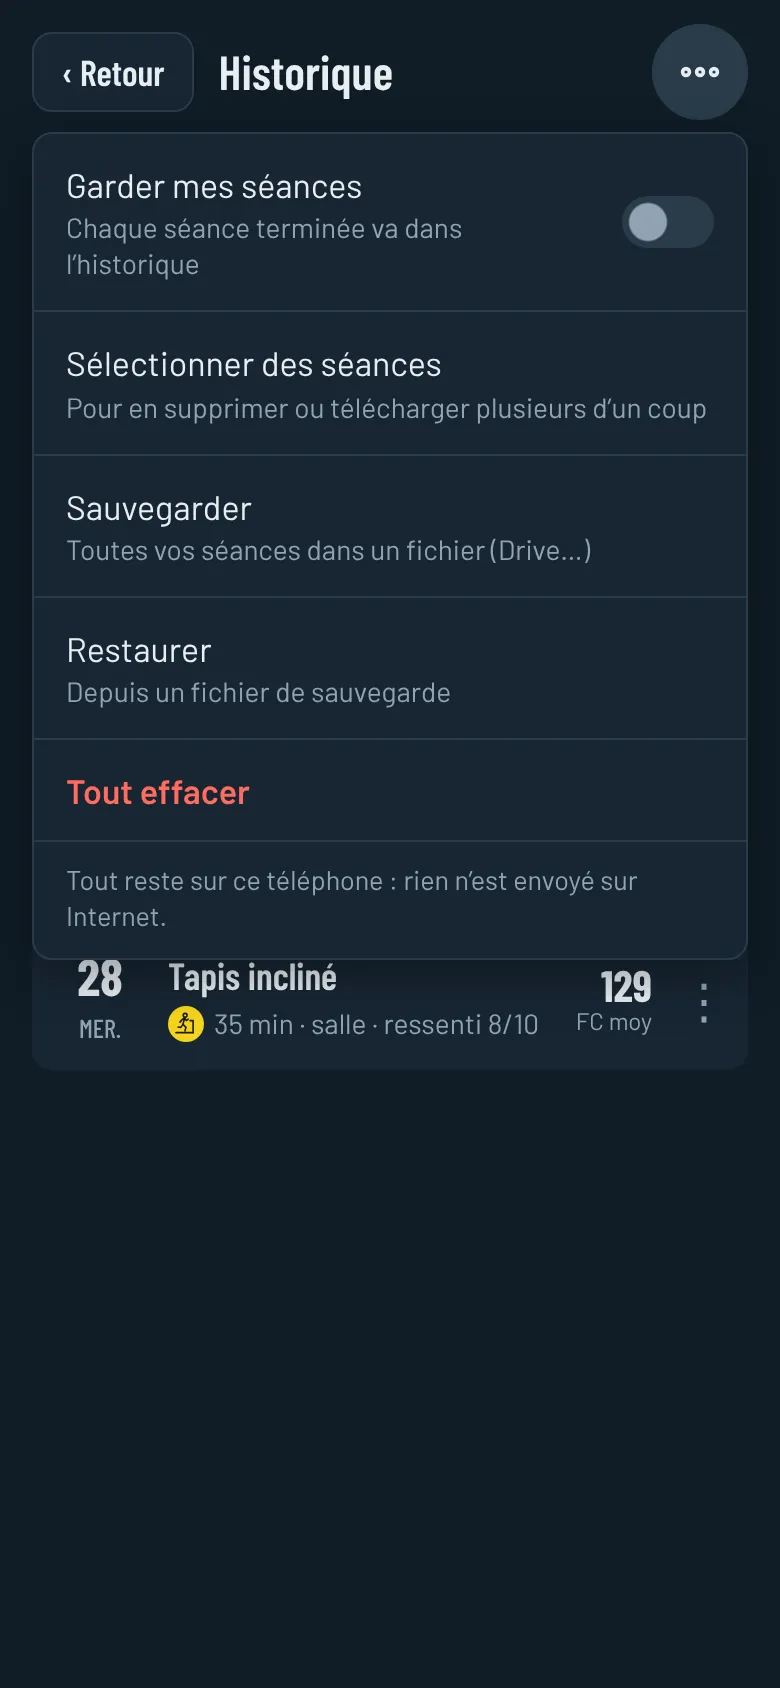 ‹ Retour
Historique
Garder mes séances
Chaque séance terminée va dans
l’historique
Sélectionner des séances
Pour en supprimer ou télécharger plusieurs d’un coup
Sauvegarder
Toutes vos séances dans un fichier (Drive…)
Restaurer
Depuis un fichier de sauvegarde
Tout effacer
Tout reste sur ce téléphone : rien n’est envoyé sur
Internet.
28
MER.
Tapis incliné
35 min · salle · ressenti 8/10
129
FC moy